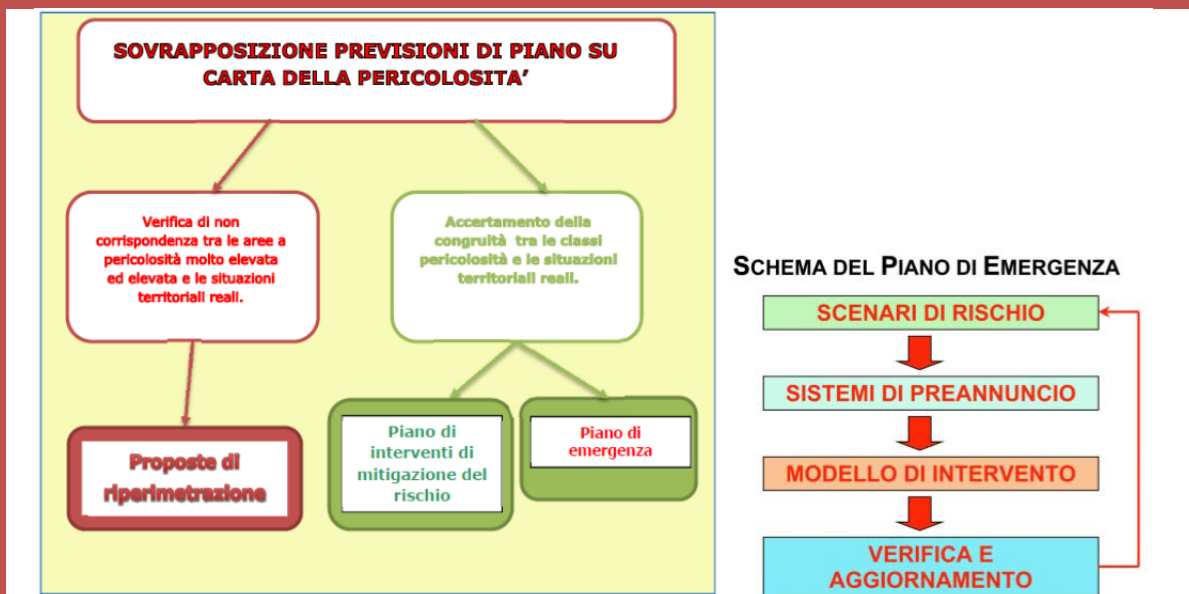 SOVRAPPOSIZIONE PREVISIONI DI PIANO SU
CARTA DELLA PERICOLOSITA’
Verifica di non
corrispondenza tra le aree a
pericolosità molto elevata
ed elevata e le situazioni
territoriali reali.
Accertamento della
congruità tra le classi
pericolosità e le situazioni
territoriali reali.
Proposte di
riperimetrazione
Piano di
interventi di
mitigazione del
rischio
Piano di
emergenza
SCHEMA DEL PIANO DI EMERGENZA
SCENARI DI RISCHIO
SISTEMI DI PREANNUNCIO
MODELLO DI INTERVENTO
VERIFICA E
AGGIORNAMENTO